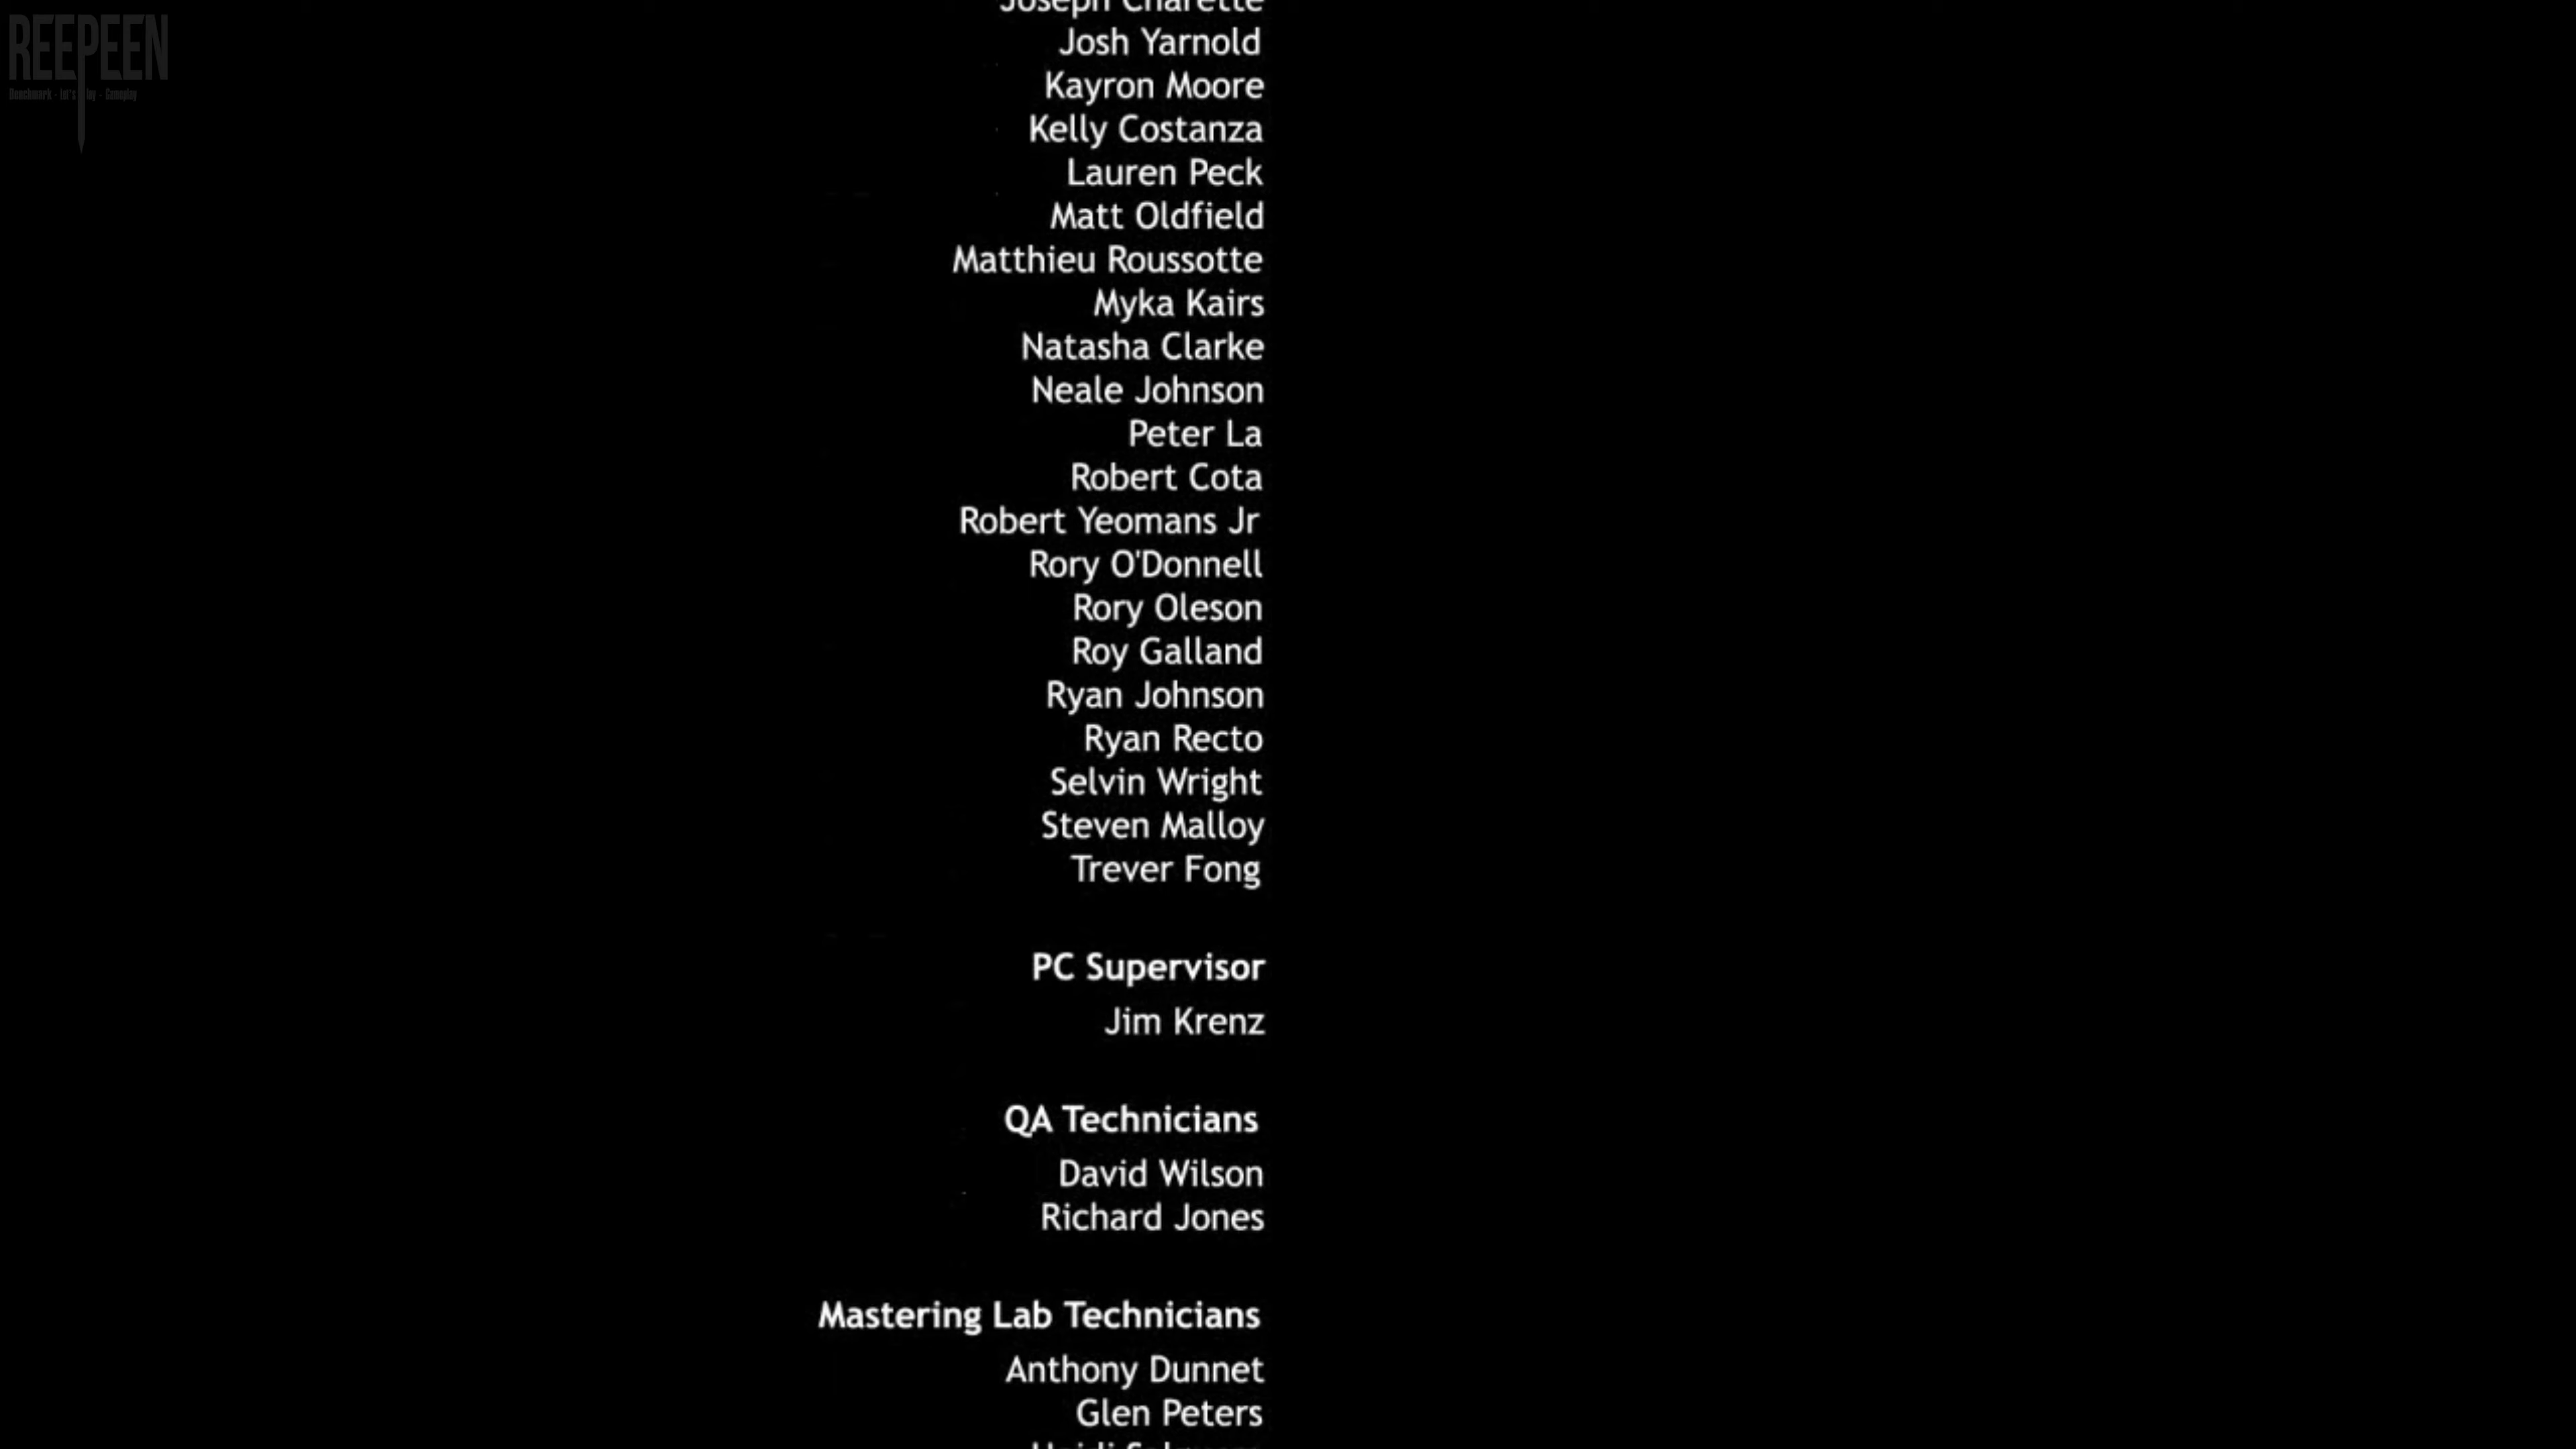 REEPEEN
Joseph Charette
Josh Yarnold
Kayron Moore
Kelly Costanza
Lauren Peck
Matt Oldfield
Matthieu Roussotte
Myka Kairs
Natasha Clarke
Neale Johnson
Peter La
Robert Cota
Robert Yeomans Jr
Rory O'Donnell
Rory Oleson
Roy Galland
Ryan Johnson
Ryan Recto
Selvin Wright
Steven Malloy
Trever Fong
PC Supervisor
Jim Krenz
QA Technicians
David Wilson
Richard Jones
Mastering Lab Technicians
Anthony Dunnet
Glen Peters